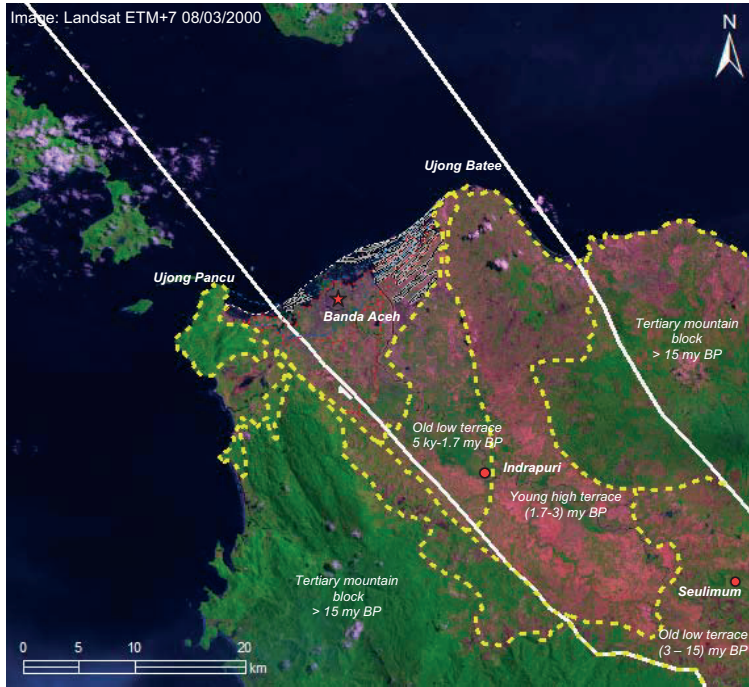 Image: Landsat ETM+7 08/03/2000
N
Ujong Batee
Ujong Pancu
Banda Aceh
Tertiary mountain
block
> 15 my BP
Old low terrace
5 ky-1.7 my BP
Indrapuri
Young high terrace
(1.7-3) my BP
Tertiary mountain
block
> 15 my BP
Seulimum
Old low terrace
(3 – 15) my BP
0 5 10 20
km